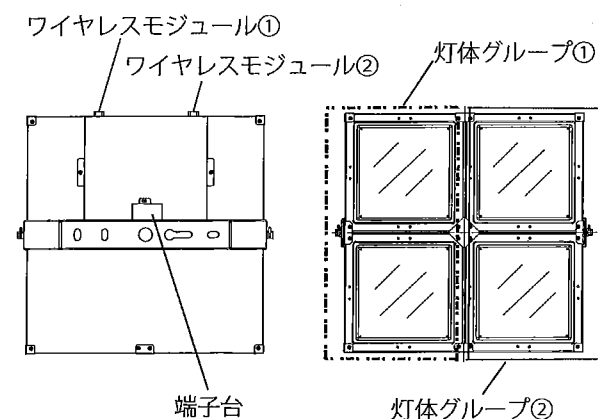 ワイヤレスモジュール①
ワイヤレスモジュール②
灯体グループ①
端子台
灯体グループ②